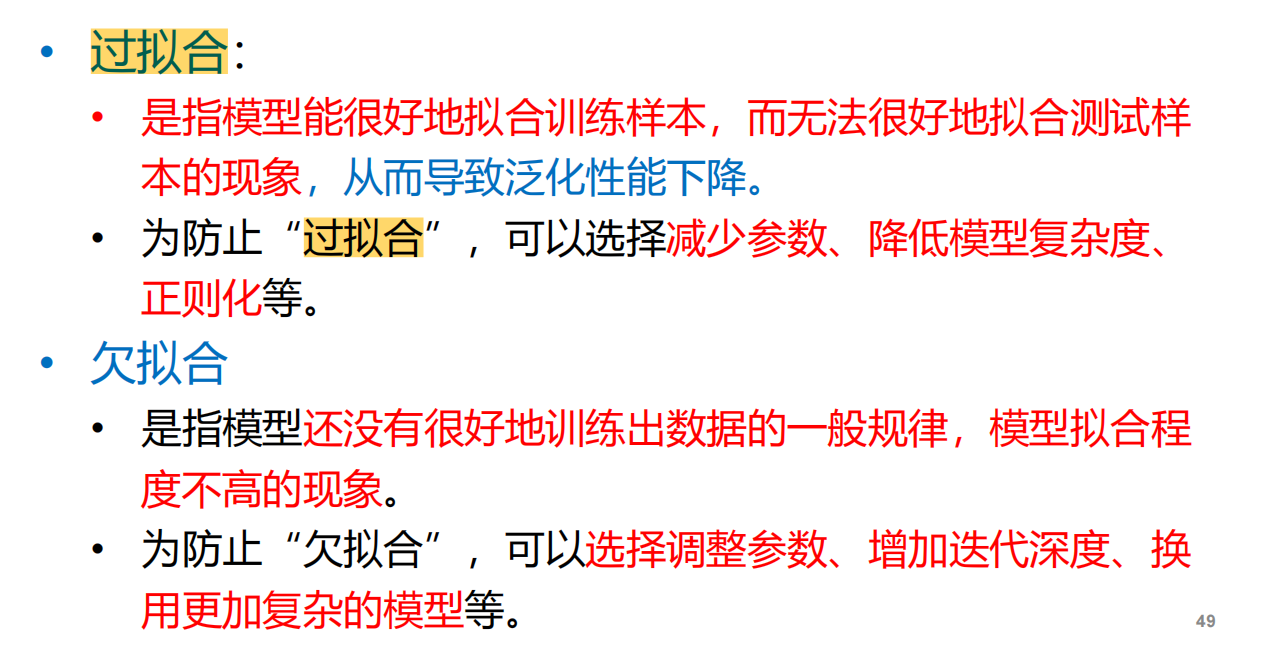 • 过拟合：
• 是指模型能很好地拟合训练样本，而无法很好地拟合测试样
本的现象，从而导致泛化性能下降。
• 为防止“过拟合”，可以选择减少参数、降低模型复杂度、
正则化等。
• 欠拟合
• 是指模型还没有很好地训练出数据的一般规律，模型拟合程
度不高的现象。
• 为防止“欠拟合”，可以选择调整参数、增加迭代深度、换
用更加复杂的模型等。
49